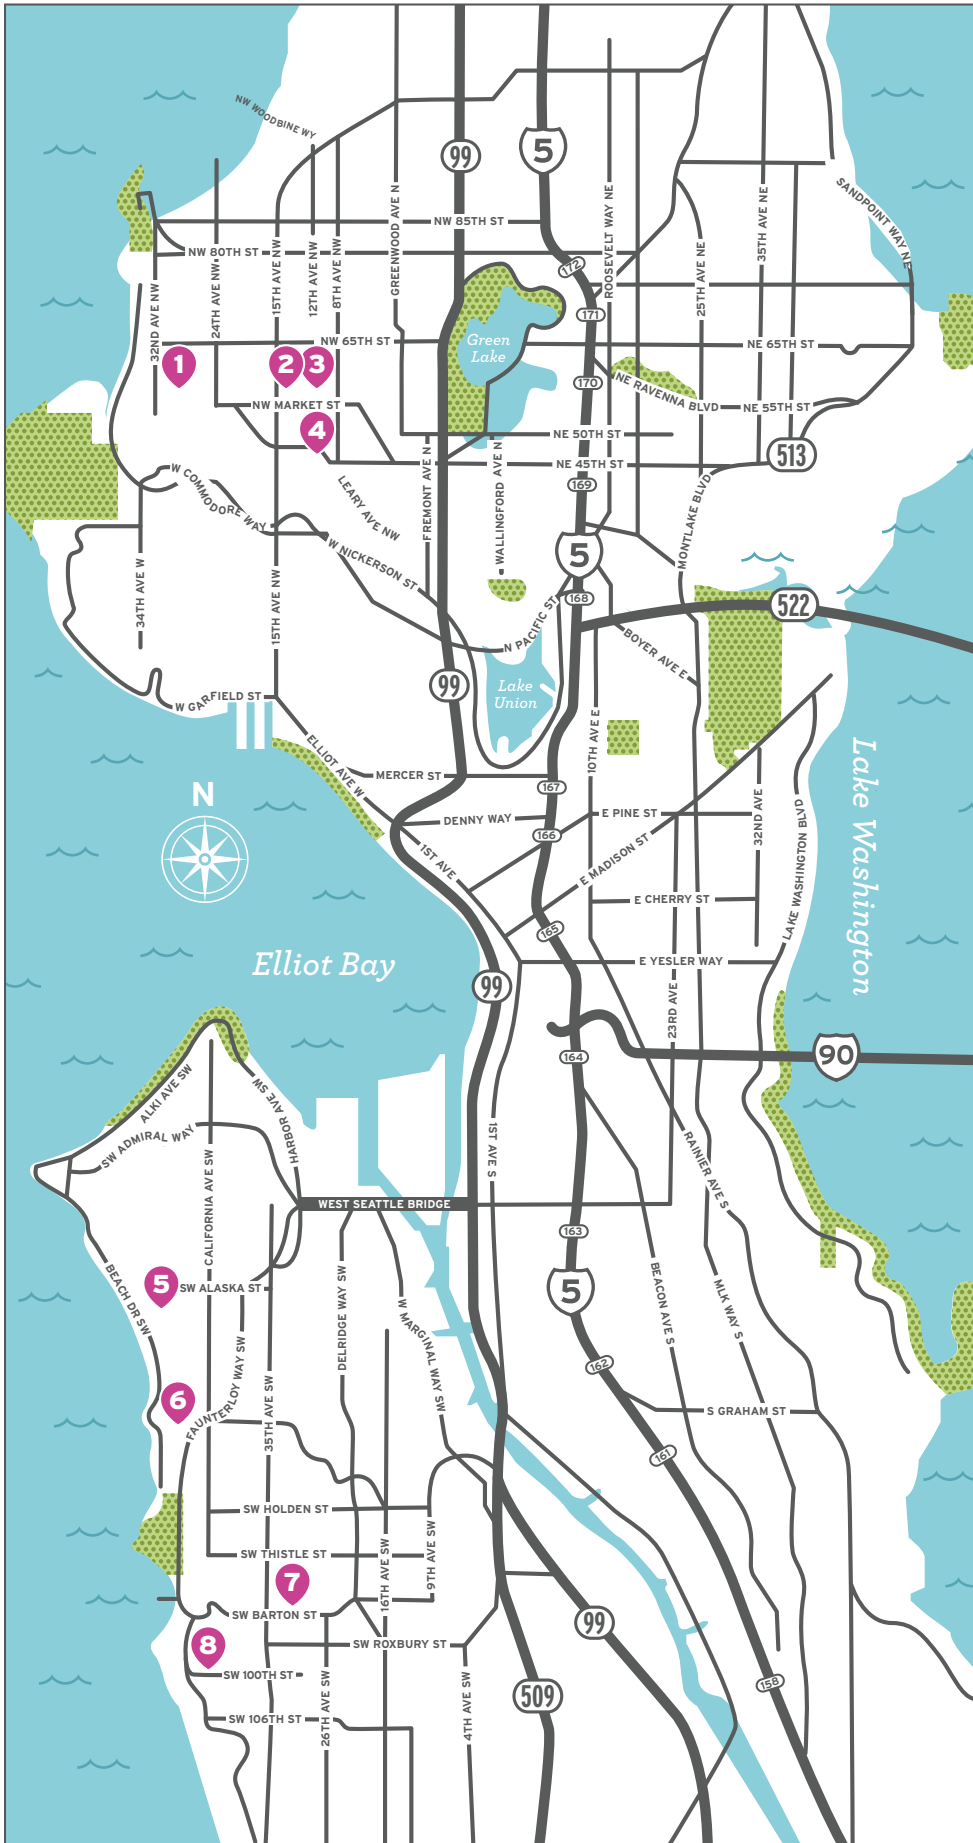 NW WOODBINE WY
99
5
SANDPOINT WAY NE
GREENWOOD AVE N
ROOSEVELT WAY NE
35TH AVE NE
NW 85TH ST
NW 80TH ST
15TH AVE NW
12TH AVE NW
8TH AVE NW
24TH AVE NW
25TH AVE NE
172
171
32ND AVE NW
NW 65TH ST
Green
Lake
NE 65TH ST
1
2
3
170
NE RAVENNA BLVD
NW MARKET ST
NE 55TH ST
4
NE 50TH ST
513
NE 45TH ST
W COMMODORE WAY
LEARY AVE NW
FREMONT AVE N
WALLINGFORD AVE N
169
MONTLAKE BLVD
W NICKERSON ST
5
34TH AVE W
15TH AVE NW
168
522
N PACIFIC ST
BOYER AVE E
99
Lake
Union
W GARFIELD ST
ELLIOT AVE W
10TH AVE E
MERCER ST
167
Lake Washington
N
DENNY WAY
166
E PINE ST
32ND AVE
LAKE WASHINGTON BLVD
1ST AVE
E MADISON ST
E CHERRY ST
165
Elliot Bay
E YESLER WAY
99
23RD AVE
164
90
ALKI AVE SW
HARBOR AVE SW
SW ADMIRAL WAY
1ST AVE S
RAINIER AVE S
CALIFORNIA AVE SW
WEST SEATTLE BRIDGE
163
BEACH DR SW
5
SW ALASKA ST
5
DELRIDGE WAY SW
W MARGINAL WAY SW
BEACON AVE S
MLK WAY S
162
FAUNTERLOY WAY SW
35TH AVE SW
6
S GRAHAM ST
161
SW HOLDEN ST
SW THISTLE ST
9TH AVE SW
16TH AVE SW
7
SW BARTON ST
99
8
SW ROXBURY ST
SW 100TH ST
158
509
26TH AVE SW
4TH AVE SW
SW 106TH ST